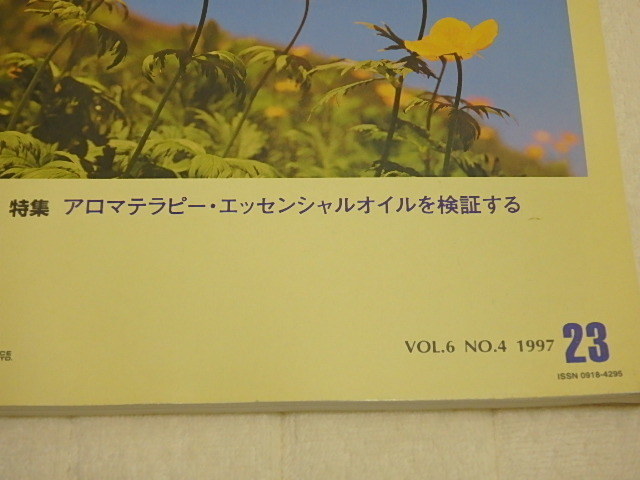 特集 アロマテラピー・エッセンシャルオイルを検証する
VOL.6 NO.4 1997 23
ISSN 0918-4295